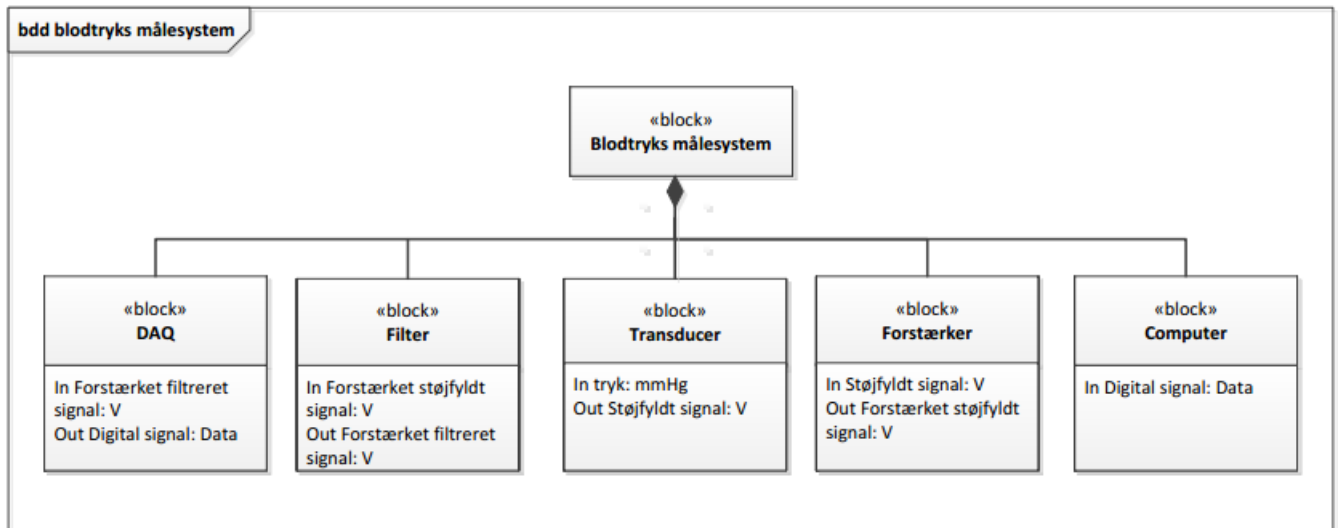 bdd blodtryks målesystem
«block»
Blodtryks målesystem
«block»
DAQ
In Forstærket filtreret
signal: V
Out Digital signal: Data
«block»
Filter
In Forstærket støjfyldt
signal: V
Out Forstærket filtreret
signal: V
«block»
Transducer
In tryk: mmHg
Out Støjfyldt signal: V
«block»
Forstærker
In Støjfyldt signal: V
Out Forstærket støjfyldt
signal: V
«block»
Computer
In Digital signal: Data